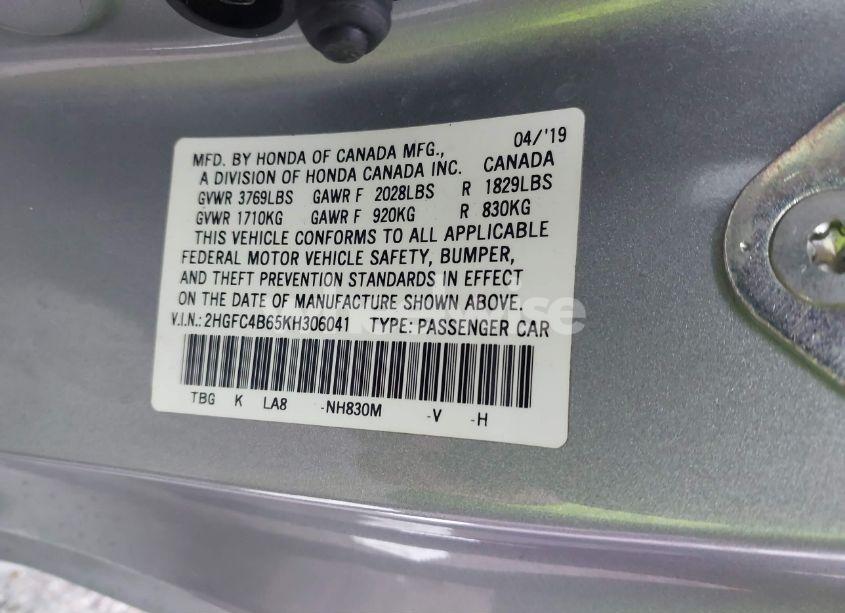 04/'19
MFD. BY HONDA OF CANADA MFG., CANADA
A DIVISION OF HONDA CANADA INC.
GVWR 3769LBS GAWR F 2028LBS R 1829LBS
GVWR 1710KG GAWR F 920KG R 830KG
THIS VEHICLE CONFORMS TO ALL APPLICABLE
FEDERAL MOTOR VEHICLE SAFETY, BUMPER,
AND THEFT PREVENTION STANDARDS IN EFFECT
ON THE DATE OF MANUFACTURE SHOWN ABOVE.
V.I.N.: 2HGFC4B65KH306041 TYPE: PASSENGER CAR
TBG K LA8 -NH830M -V -H